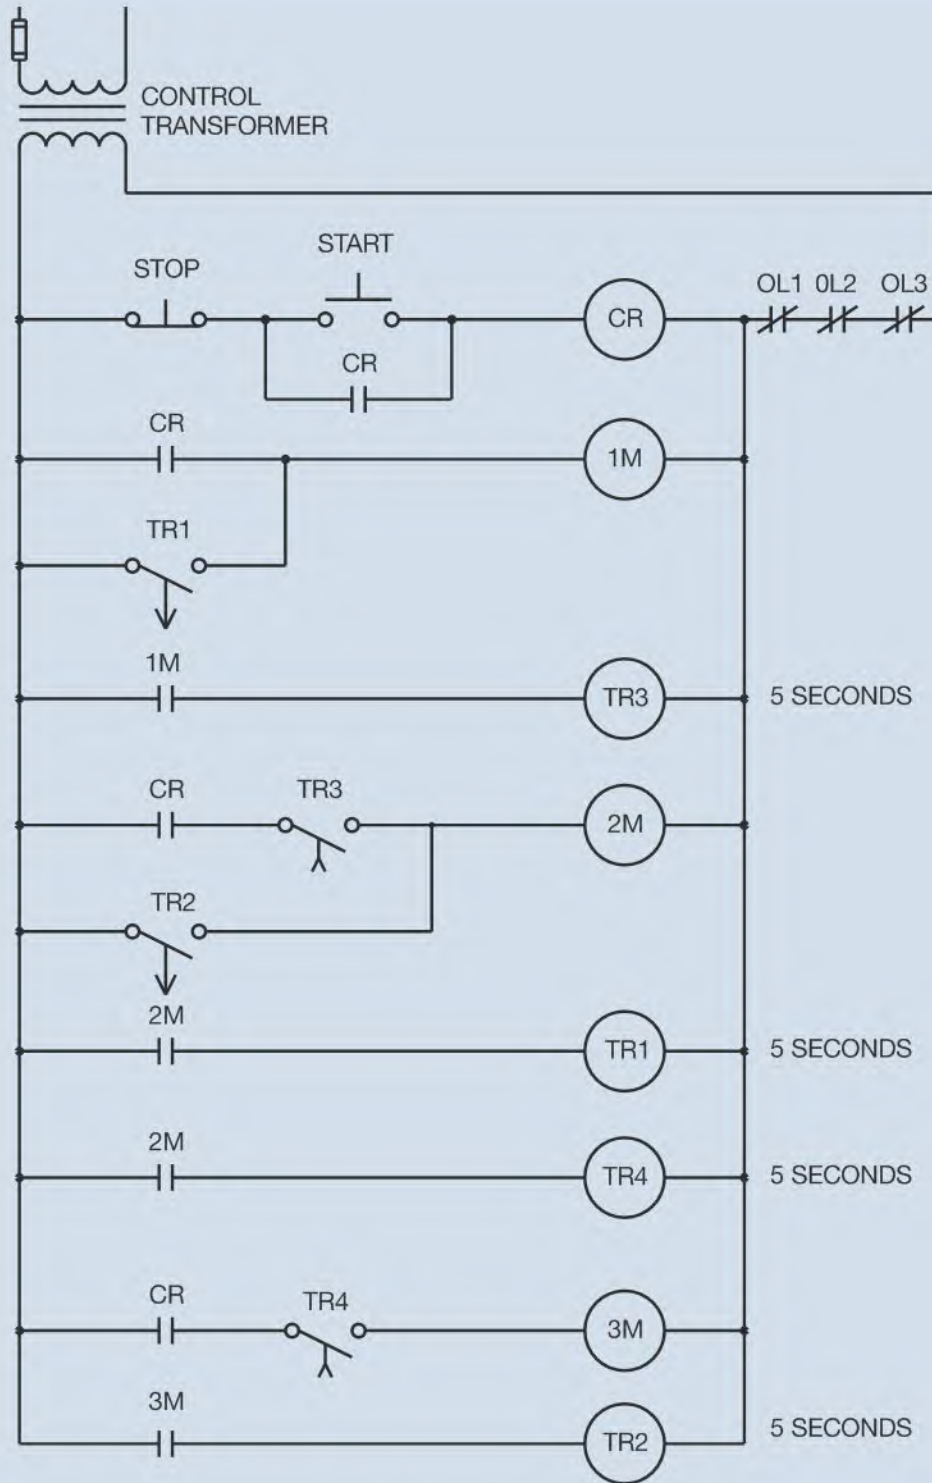 CONTROL
TRANSFORMER
START
STOP
OL1 0L2 OL3
CR
CR
CR
1M
TR1
1M
TR3 5 SECONDS
CR TR3
2M
TR2
2M
TR1 5 SECONDS
2M
TR4 5 SECONDS
CR TR4
3M
3M
TR2 5 SECONDS